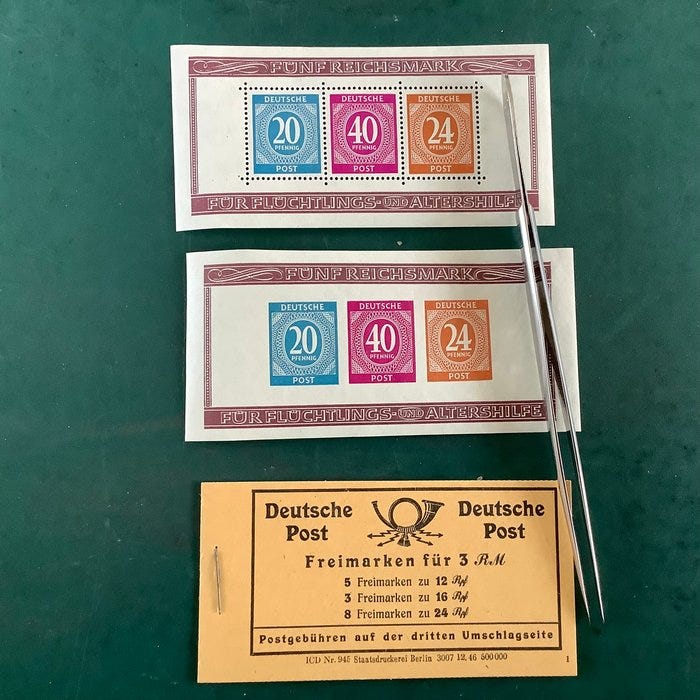 FÜNF REICHSMARK
DEUTSCHE DEUTSCHE DEUTSCHE
20 40 24
PFENNIG PFENNIG PFENNIG
POST POST POST
FÜR FLÜCHTLINGS- UND ALTERSHILFE
FÜNF REICHSMARK
DEUTSCHE DEUTSCHE DEUTSCHE
20 40 24
PFENNIG PFENNIG PFENNIG
POST POST POST
FÜR FLÜCHTLINGS- UND ALTERSHILFE
Deutsche Deutsche
Post Post
Freimarken für 3 RM
5 Freimarken zu 12 Rpf
3 Freimarken zu 16 Rpf
8 Freimarken zu 24 Rpf
Postgebühren auf der dritten Umschlagseite
ICD Nr. 945 Staatsdruckerei Berlin 3007 12. 46 500 000 1